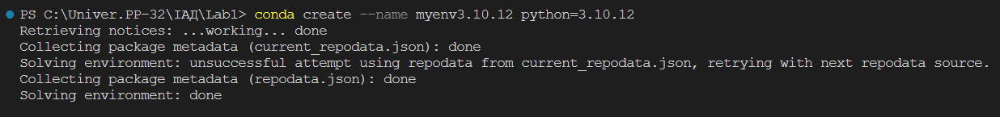 PS C:\Univer.PP-32\ІАД\Lab1> conda create --name myenv3.10.12 python=3.10.12
Retrieving notices: ...working... done
Collecting package metadata (current_repodata.json): done
Solving environment: unsuccessful attempt using repodata from current_repodata.json, retrying with next repodata source.
Collecting package metadata (repodata.json): done
Solving environment: done